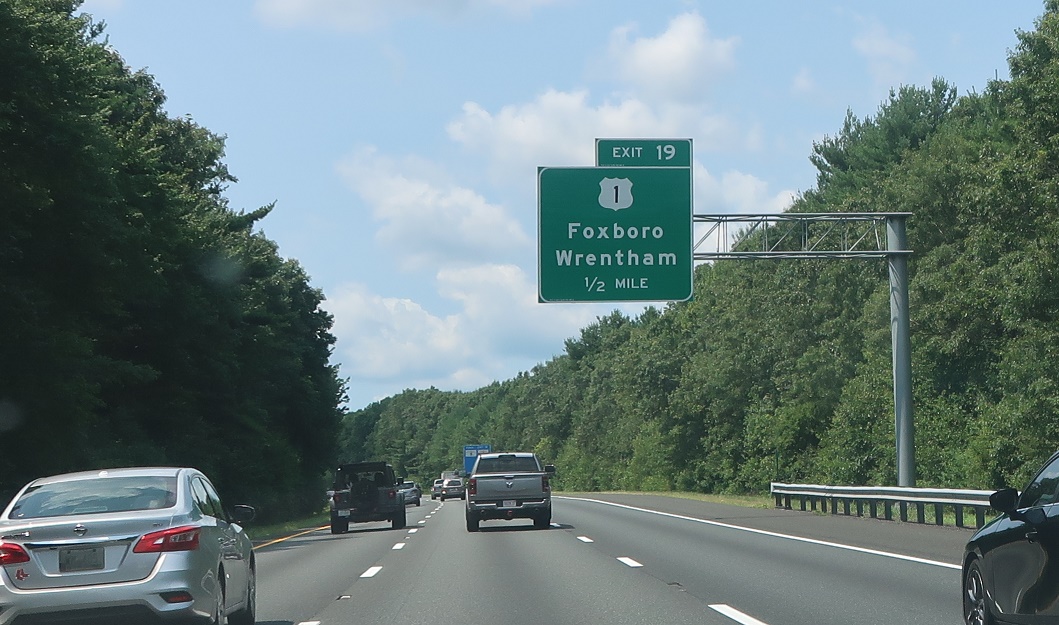 EXIT 19
1
Foxboro
Wrentham
1/2 MILE